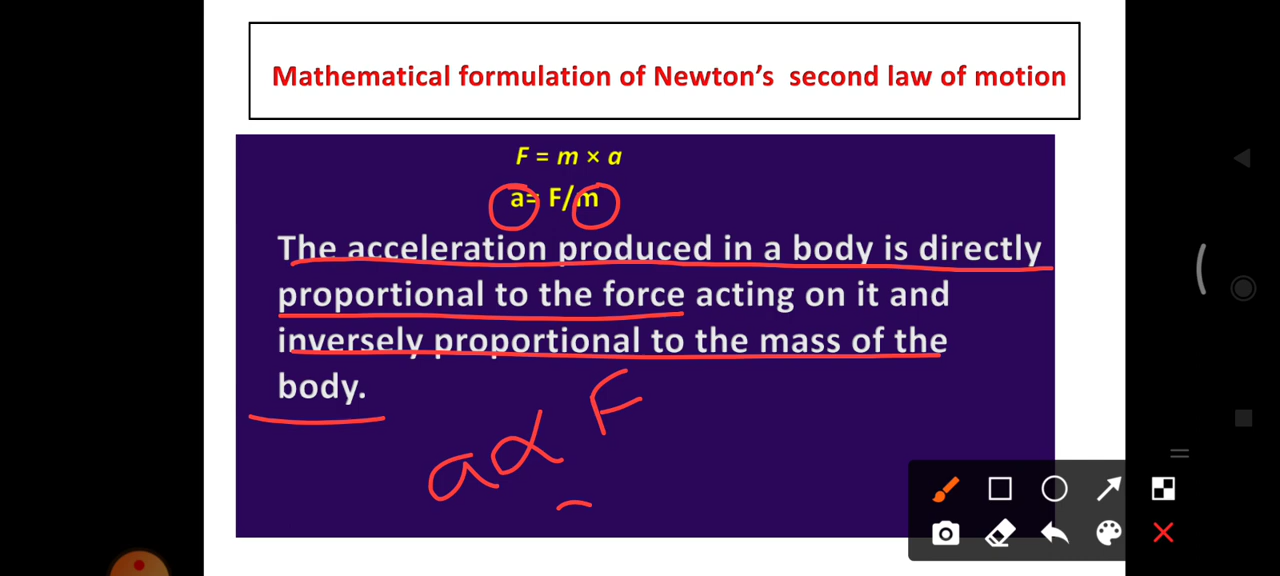 Mathematical formulation of Newton's  second law of motion
F = m × a
a= F/m
The acceleration produced in a body is directly
proportional to the force acting on it and
inversely proportional to the mass of the
body.
a α F